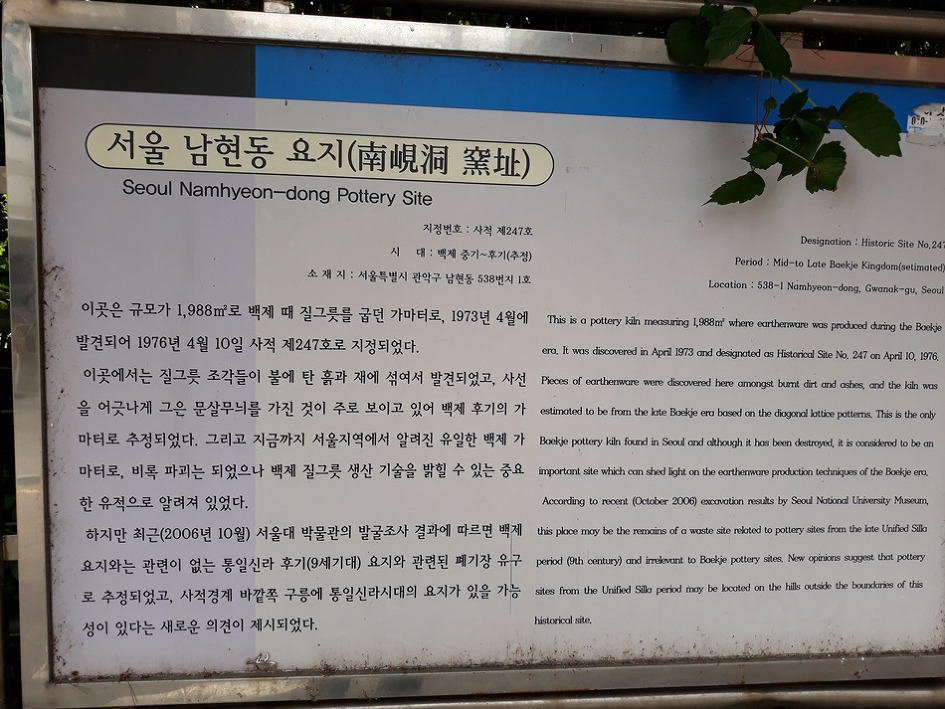 서울 남현동 요지(南峴洞 窯址)
Seoul Namhyeon-dong Pottery Site
지정번호 : 사적 제247호
시 대 : 백제 중기~후기(추정)
소 재 지 : 서울특별시 관악구 남현동 538번지 1호
이곳은 규모가 1,988㎡로 백제 때 질그릇를 굽던 가마터로, 1973년 4월에
발견되어 1976년 4월 10일 사적 제247호로 지정되었다.
이곳에서는 질그릇 조각들이 불에 탄 흙과 재에 섞여서 발견되었고, 사선
을 어긋나게 그은 문살무늬를 가진 것이 주로 보이고 있어 백제 후기의 가
마터로 추정되었다. 그리고 지금까지 서울지역에서 알려진 유일한 백제 가
마터로, 비록 파괴는 되었으나 백제 질그릇 생산 기술을 밝힐 수 있는 중요
한 유적으로 알려져 있었다.
하지만 최근(2006년 10월) 서울대 박물관의 발굴조사 결과에 따르면 백제
요지와는 관련이 없는 통일신라 후기(9세기대) 요지와 관련된 폐기장 유구
로 추정되었고, 사적경계 바깥쪽 구릉에 통일신라시대의 요지가 있을 가능
성이 있다는 새로운 의견이 제시되었다.
Designation : Historic Site No.247
Period : Mid-to Late Baekje Kingdom(setimated)
Location : 538-1 Namhyeon-dong, Gwanak-gu, Seoul
This is a pottery kiln measuring 1,988㎡ where earthenware was produced during the Baekje
era. It was discovered in April 1973 and designated as Historical Site No. 247 on April 10, 1976.
Pieces of earthenware were discovered here amongst burnt dirt and ashes, and the kiln was
estimated to be from the late Baekje era based on the diagonal lattice patterns. This is the only
Baekje pottery kiln found in Seoul and although it has been destroyed, it is considered to be an
important site which can shed light on the earthenware production techniques of the Baekje era.
According to recent (October 2006) excavation results by Seoul National University Museum,
this place may be the remains of a waste site related to pottery sites from the late Unified Silla
period (9th century) and irrelevant to Baekje pottery sites. New opinions suggest that pottery
sites from the Unified Silla period may be located on the hills outside the boundaries of this
historical site.